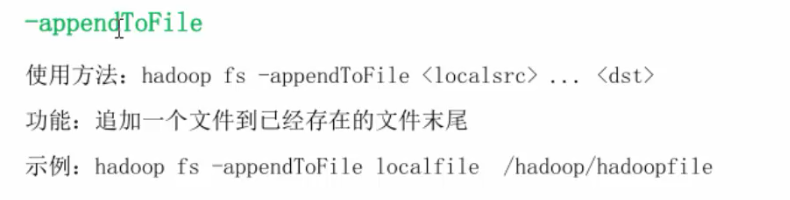 -appendToFile
使用方法：hadoop fs -appendToFile <localsrc> ... <dst>
功能：追加一个文件到已经存在的文件末尾
示例：hadoop fs -appendToFile localfile  /hadoop/hadoopfile